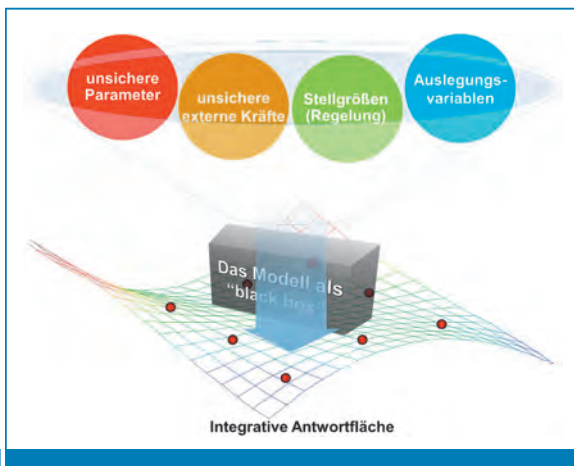 unsichere
Parameter
unsichere
externe Kräfte
Stellgrößen
(Regelung)
Auslegungs-
variablen
Das Modell als
"black box"
Integrative Antwortfläche